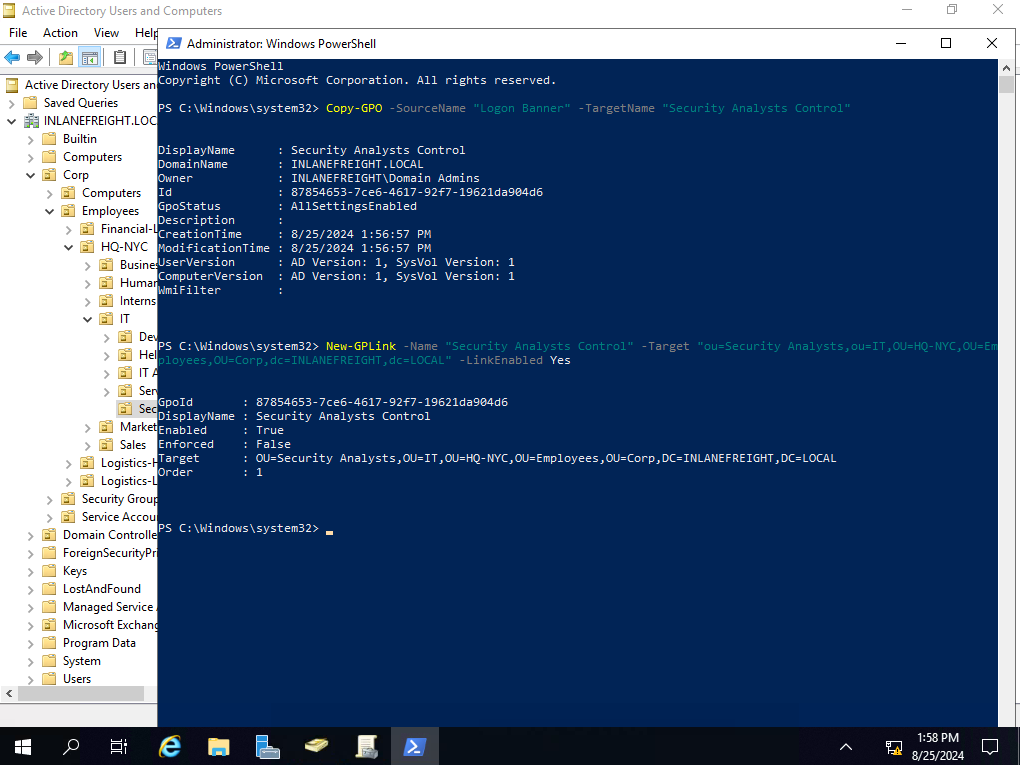 Active Directory Users and Computers
File Action View Help
Administrator: Windows PowerShell
Active Directory Users an
Saved Queries
INLANEFREIGHT.LOC
Builtin
Computers
Corp
Computers
Employees
Financial-L
HQ-NYC
Busine
Human
Interns
IT
Dev
Hel
IT A
Ser
Sec
Market
Sales
Logistics-H
Logistics-L
Security Group
Service Accou
Domain Controlle
ForeignSecurityPri
Keys
LostAndFound
Managed Service A
Microsoft Exchang
Program Data
System
Users
Windows PowerShell
Copyright (C) Microsoft Corporation. All rights reserved.
PS C:\Windows\system32> Copy-GPO -SourceName "Logon Banner" -TargetName "Security Analysts Control"
DisplayName : Security Analysts Control
DomainName : INLANEFREIGHT.LOCAL
Owner : INLANEFREIGHT\Domain Admins
Id : 87854653-7ce6-4617-92f7-19621da904d6
GpoStatus : AllSettingsEnabled
Description :
CreationTime : 8/25/2024 1:56:57 PM
ModificationTime : 8/25/2024 1:56:57 PM
UserVersion : AD Version: 1, SysVol Version: 1
ComputerVersion : AD Version: 1, SysVol Version: 1
WmiFilter :
PS C:\Windows\system32> New-GPLink -Name "Security Analysts Control" -Target "ou=Security Analysts,ou=IT,OU=HQ-NYC,OU=Em
ployees,OU=Corp,dc=INLANEFREIGHT,dc=LOCAL" -LinkEnabled Yes
GpoId : 87854653-7ce6-4617-92f7-19621da904d6
DisplayName : Security Analysts Control
Enabled : True
Enforced : False
Target : OU=Security Analysts,OU=IT,OU=HQ-NYC,OU=Employees,OU=Corp,DC=INLANEFREIGHT,DC=LOCAL
Order : 1
PS C:\Windows\system32>
1:58 PM
8/25/2024